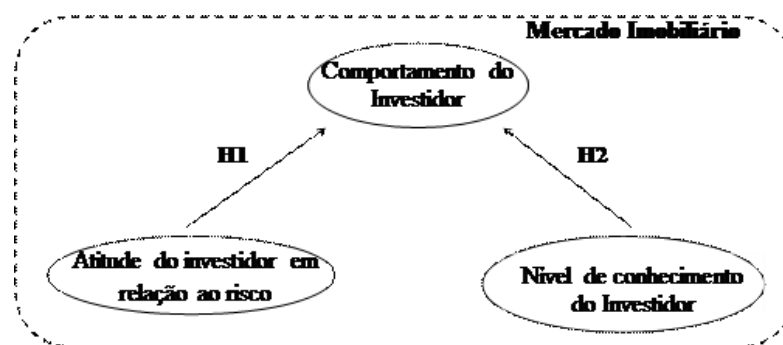 Mercado Imobiliário
Comportamento do
Investidor
H1
H2
Atitude do investidor em
relação ao risco
Nível de conhecimento
do Investidor